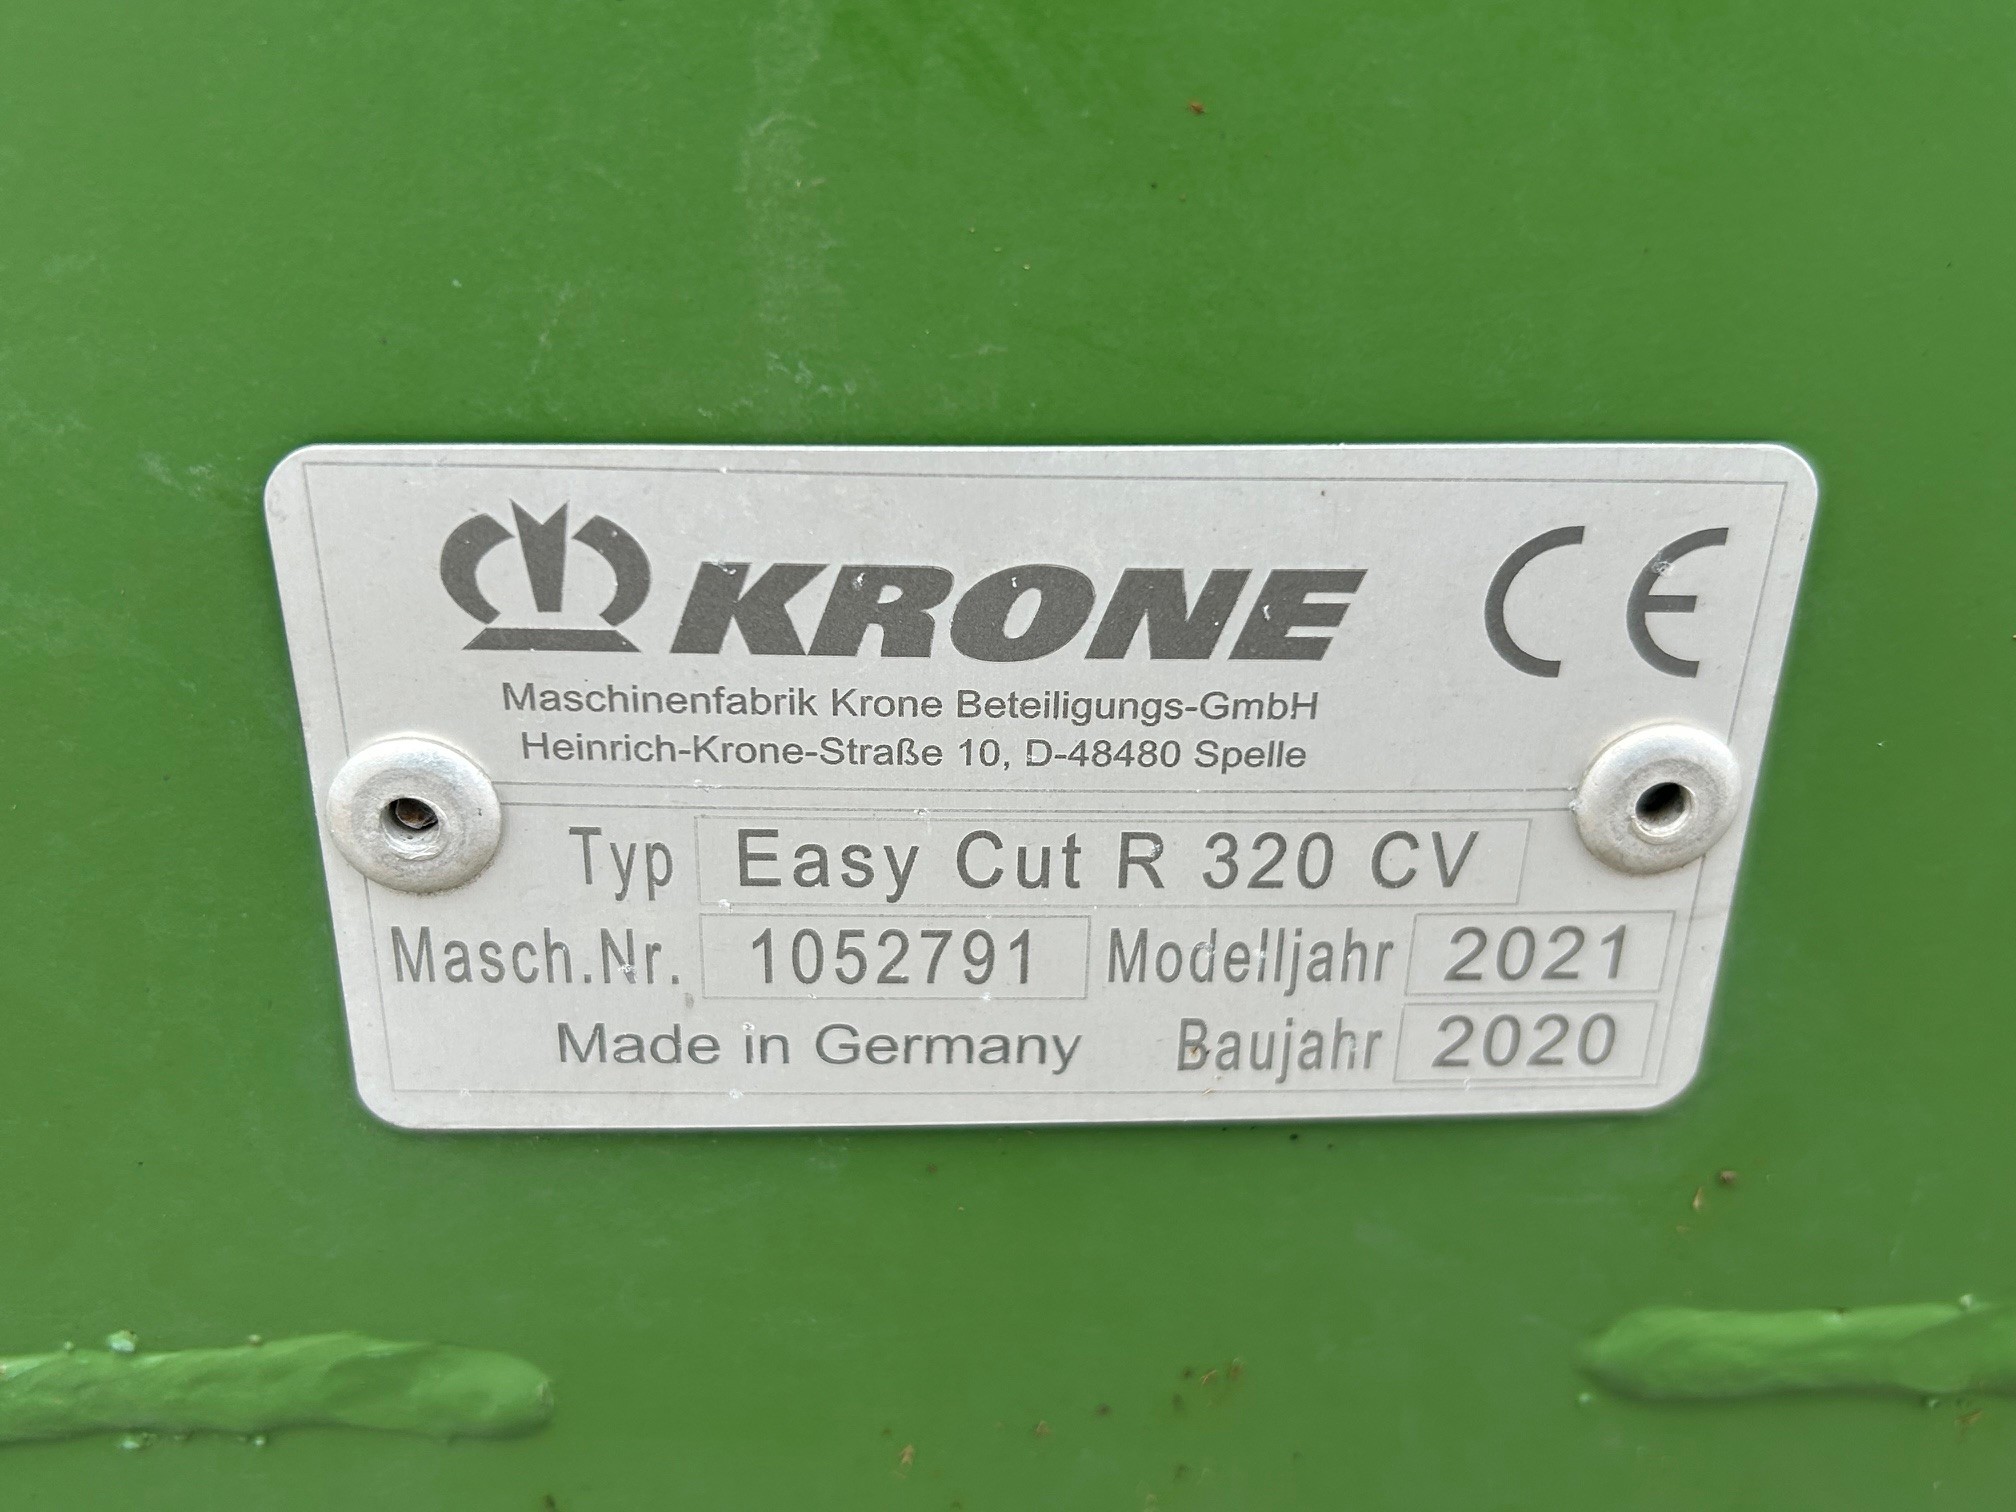 KRONE CE
Maschinenfabrik Krone Beteiligungs-GmbH
Heinrich-Krone-Straße 10, D-48480 Spelle
Typ Easy Cut R 320 CV
Masch.Nr. 1052791 Modelljahr 2021
Made in Germany Baujahr 2020